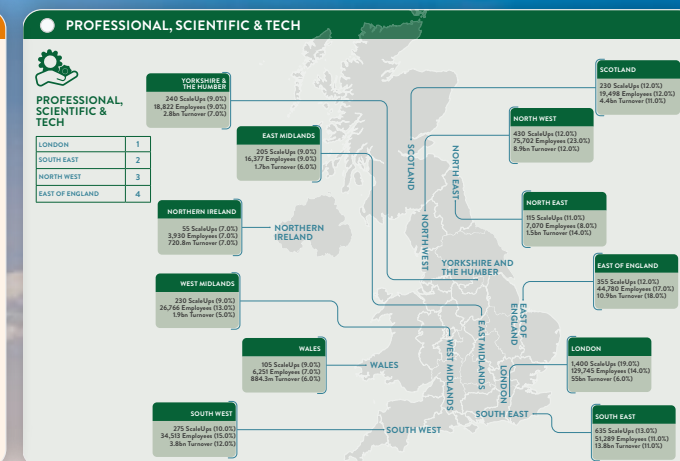 PROFESSIONAL, SCIENTIFIC & TECH
PROFESSIONAL,
SCIENTIFIC &
TECH
LONDON 1
SOUTH EAST 2
NORTH WEST 3
EAST OF ENGLAND 4
YORKSHIRE &
THE HUMBER
240 ScaleUps (9.0%)
18,822 Employees (9.0%)
2.8bn Turnover (7.0%)
EAST MIDLANDS
205 ScaleUps (9.0%)
16,377 Employees (9.0%)
1.7bn Turnover (6.0%)
NORTHERN IRELAND
55 ScaleUps (7.0%)
3,930 Employees (7.0%)
720.8m Turnover (7.0%)
WEST MIDLANDS
230 ScaleUps (9.0%)
26,766 Employees (13.0%)
1.9bn Turnover (5.0%)
WALES
105 ScaleUps (9.0%)
6,251 Employees (7.0%)
884.3m Turnover (6.0%)
SOUTH WEST
275 ScaleUps (10.0%)
34,513 Employees (15.0%)
3.8bn Turnover (12.0%)
SCOTLAND
NORTH EAST
NORTH WEST
NORTHERN
IRELAND
YORKSHIRE AND
THE HUMBER
EAST OF
ENGLAND
EAST MIDLANDS
WEST MIDLANDS
LONDON
WALES
SOUTH EAST
SOUTH WEST
SCOTLAND
230 ScaleUps (12.0%)
19,498 Employees (12.0%)
4.4bn Turnover (11.0%)
NORTH WEST
430 ScaleUps (12.0%)
75,702 Employees (23.0%)
8.9bn Turnover (12.0%)
NORTH EAST
115 ScaleUps (11.0%)
7,070 Employees (8.0%)
1.5bn Turnover (14.0%)
EAST OF ENGLAND
355 ScaleUps (12.0%)
44,780 Employees (17.0%)
10.9bn Turnover (18.0%)
LONDON
1,400 ScaleUps (19.0%)
129,745 Employees (14.0%)
55bn Turnover (6.0%)
SOUTH EAST
635 ScaleUps (13.0%)
51,289 Employees (11.0%)
13.8bn Turnover (11.0%)